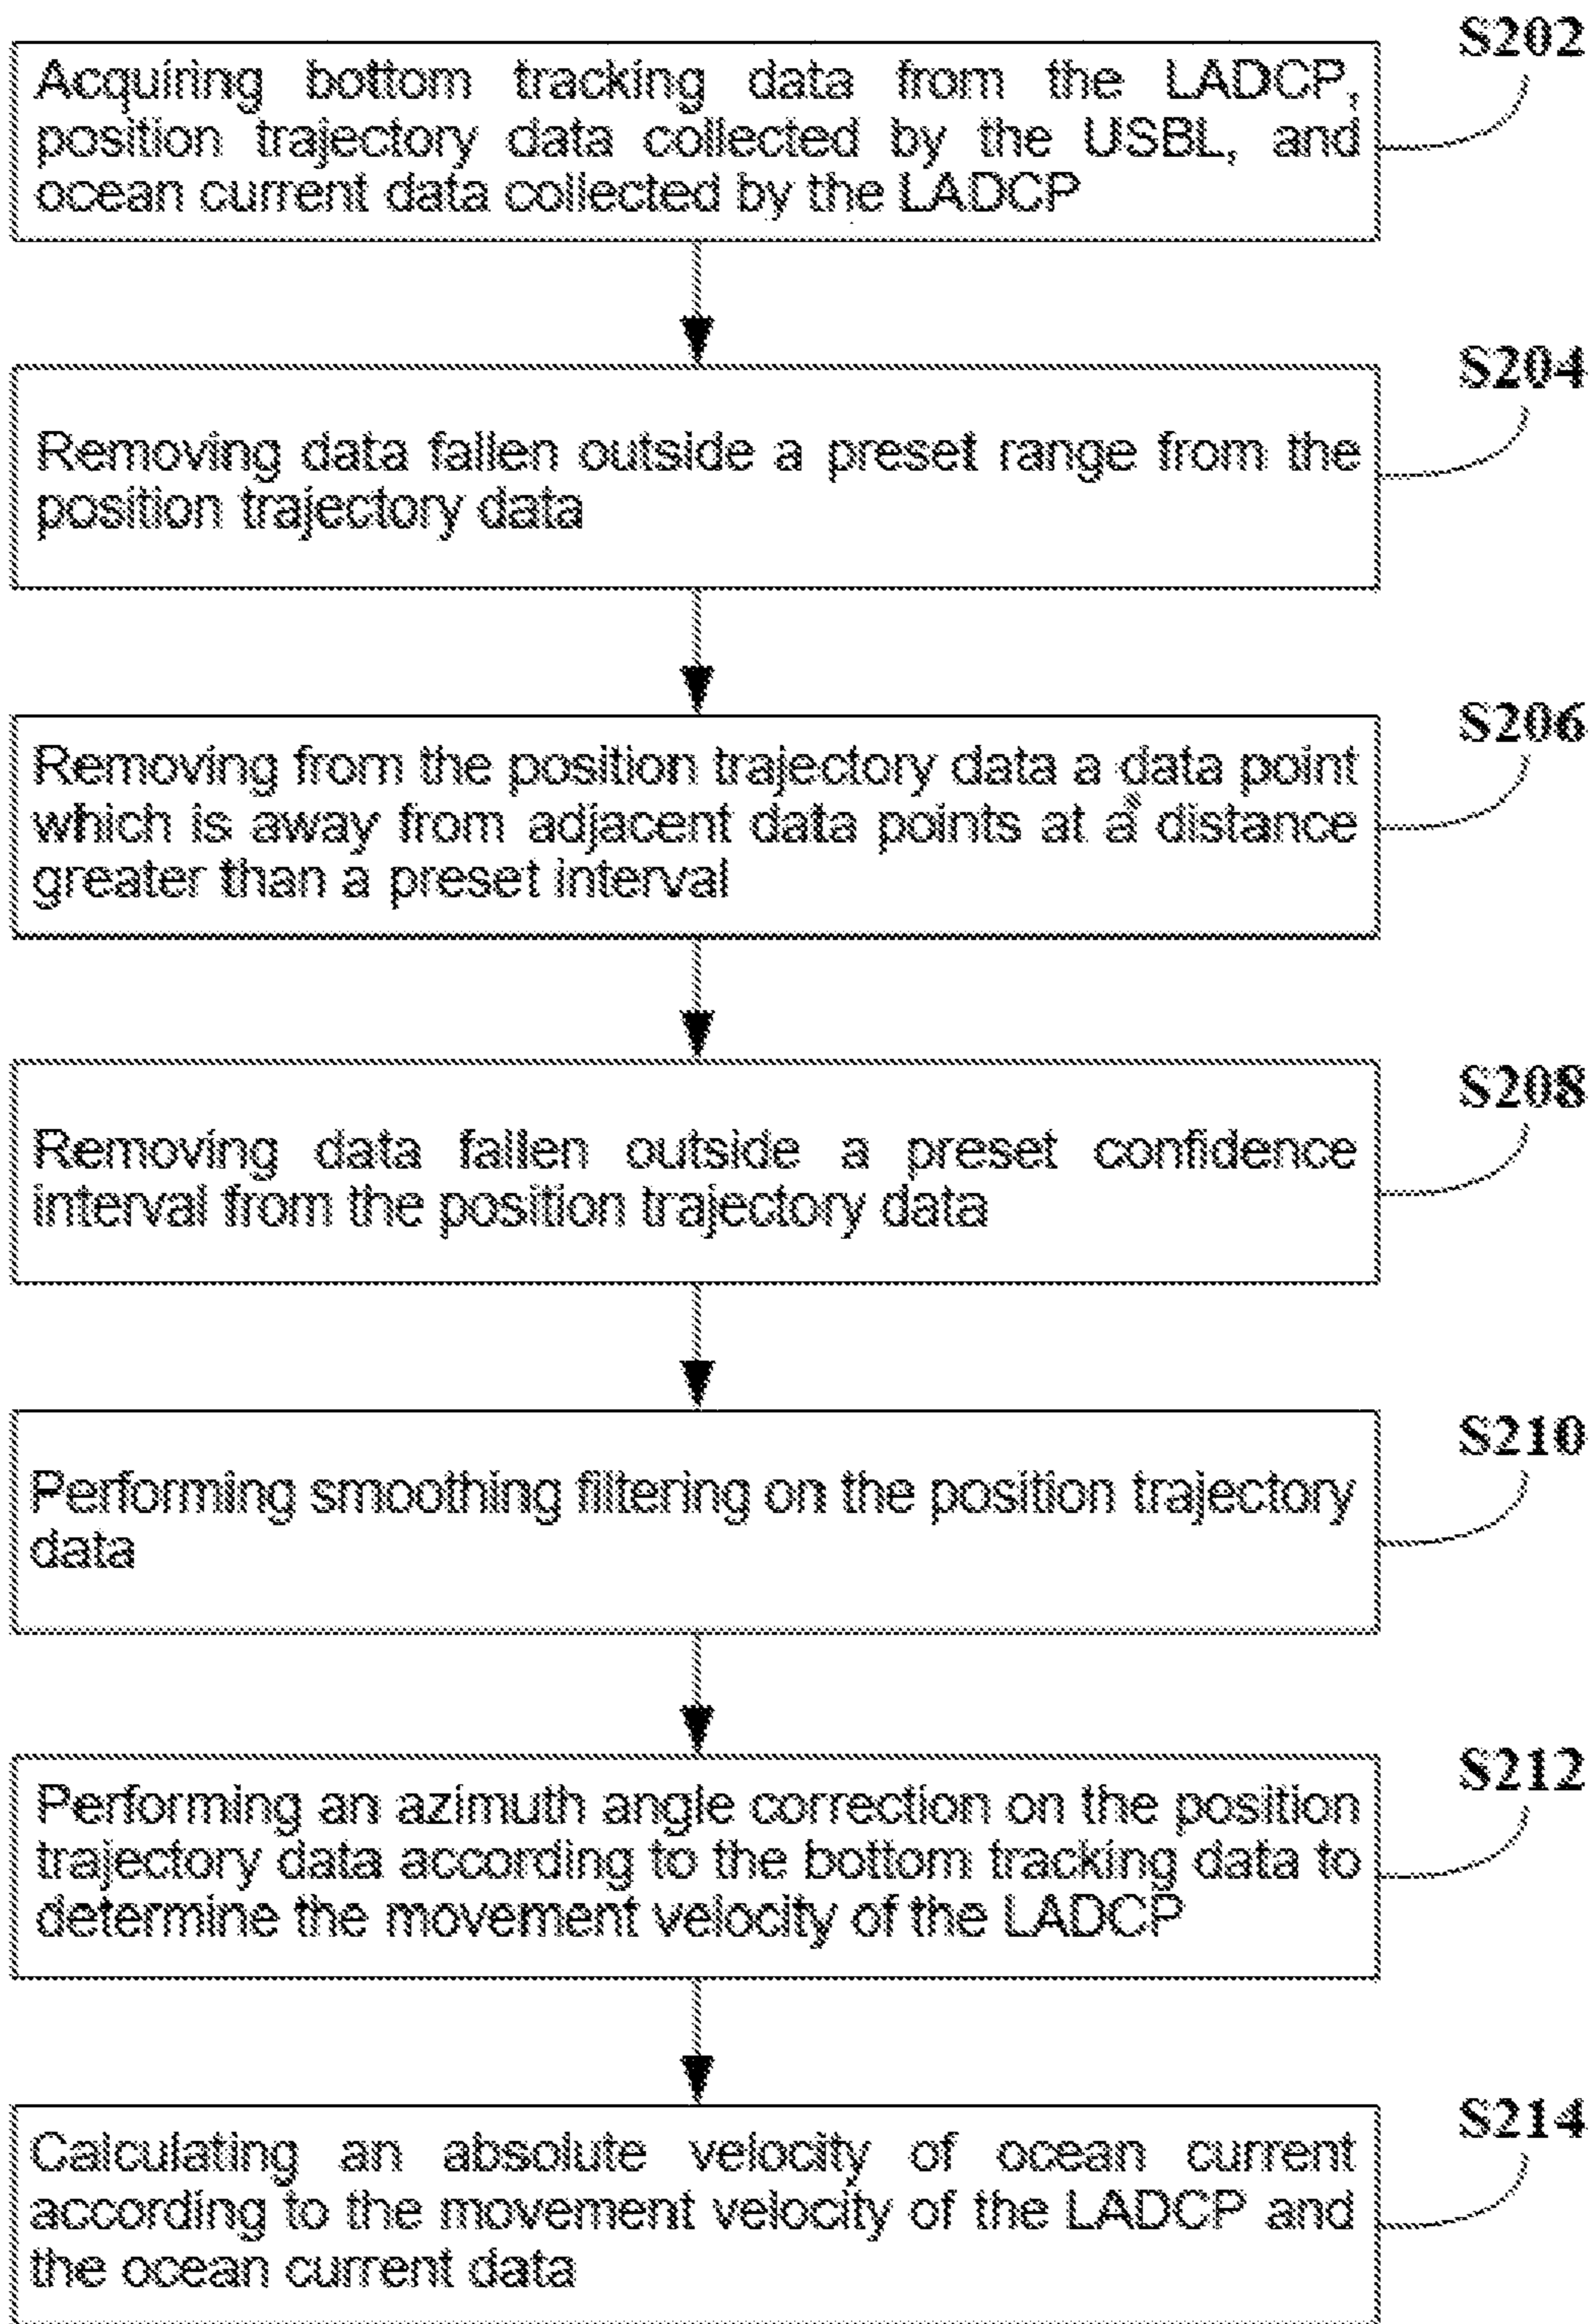 S202
Acquiring bottom tracking data from the LADCP,
position trajectory data collected by the USBL, and
ocean current data collected by the LADCP
S204
Removing data fallen outside a preset range from the
position trajectory data
S206
Removing from the position trajectory data a data point
which is away from adjacent data points at a distance
greater than a preset interval
S208
Removing data fallen outside a preset confidence
interval from the position trajectory data
S210
Performing smoothing filtering on the position trajectory
data
S212
Performing an azimuth angle correction on the position
trajectory data according to the bottom tracking data to
determine the movement velocity of the LADCP
S214
Calculating an absolute velocity of ocean current
according to the movement velocity of the LADCP and
the ocean current data